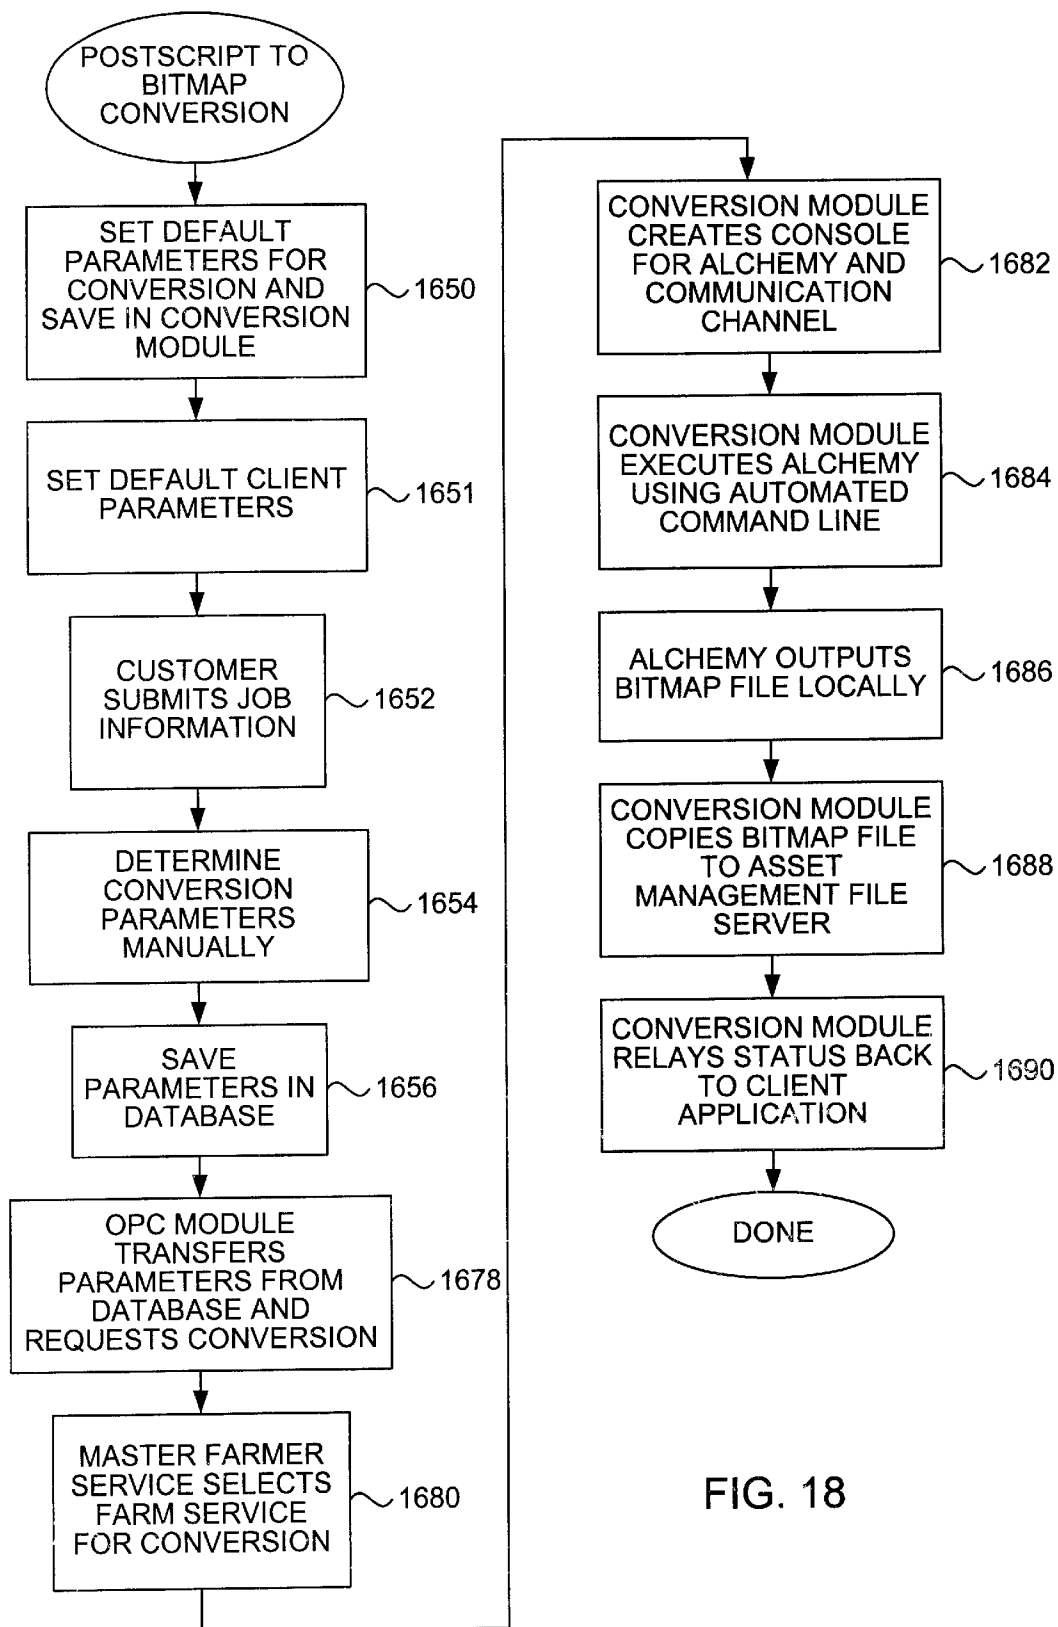 POSTSCRIPT TO
BITMAP
CONVERSION
SET DEFAULT
PARAMETERS FOR
CONVERSION AND
SAVE IN CONVERSION
MODULE
1650
SET DEFAULT CLIENT
PARAMETERS
1651
CUSTOMER
SUBMITS JOB
INFORMATION
1652
DETERMINE
CONVERSION
PARAMETERS
MANUALLY
1654
SAVE
PARAMETERS IN
DATABASE
1656
OPC MODULE
TRANSFERS
PARAMETERS FROM
DATABASE AND
REQUESTS CONVERSION
1678
MASTER FARMER
SERVICE SELECTS
FARM SERVICE
FOR CONVERSION
1680
CONVERSION MODULE
CREATES CONSOLE
FOR ALCHEMY AND
COMMUNICATION
CHANNEL
1682
CONVERSION MODULE
EXECUTES ALCHEMY
USING AUTOMATED
COMMAND LINE
1684
ALCHEMY OUTPUTS
BITMAP FILE LOCALLY
1686
CONVERSION MODULE
COPIES BITMAP FILE
TO ASSET
MANAGEMENT FILE
SERVER
1688
CONVERSION MODULE
RELAYS STATUS BACK
TO CLIENT
APPLICATION
1690
DONE
FIG. 18